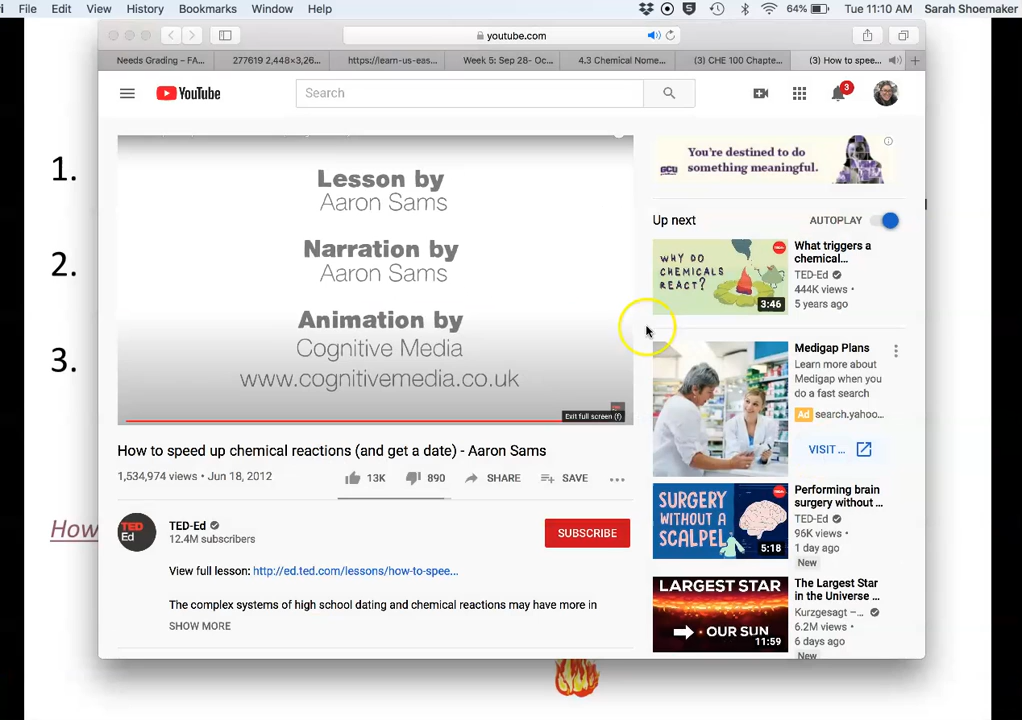 File Edit View History Bookmarks Window Help 64% Tue 11:10 AM Sarah Shoemaker
youtube.com
Needs Grading – FA... 277619 2,448×3,26... https://learn-us-eas... Week 5: Sep 28- Oc... 4.3 Chemical Nome... (3) CHE 100 Chapte... (3) How to spee...
YouTube
Search
3
1.
2.
3.
How
Lesson by
Aaron Sams
Narration by
Aaron Sams
Animation by
Cognitive Media
www.cognitivemedia.co.uk
Exit full screen (f)
How to speed up chemical reactions (and get a date) - Aaron Sams
1,534,974 views • Jun 18, 2012
13K 890 SHARE SAVE
TED Ed
TED-Ed
12.4M subscribers
SUBSCRIBE
View full lesson: http://ed.ted.com/lessons/how-to-spee...
The complex systems of high school dating and chemical reactions may have more in
SHOW MORE
You're destined to do
something meaningful.
GCU
Up next
AUTOPLAY
WHY DO
CHEMICALS
REACT?
3:46
What triggers a
chemical...
TED-Ed
444K views •
5 years ago
Medigap Plans
Learn more about
Medigap when you
do a fast search
Ad search.yahoo...
VISIT ...
SURGERY
WITHOUT A
SCALPEL
5:18
Performing brain
surgery without ...
TED-Ed
96K views •
1 day ago
New
LARGEST STAR
OUR SUN
11:59
The Largest Star
in the Universe ...
Kurzgesagt –...
6.2M views •
6 days ago
New